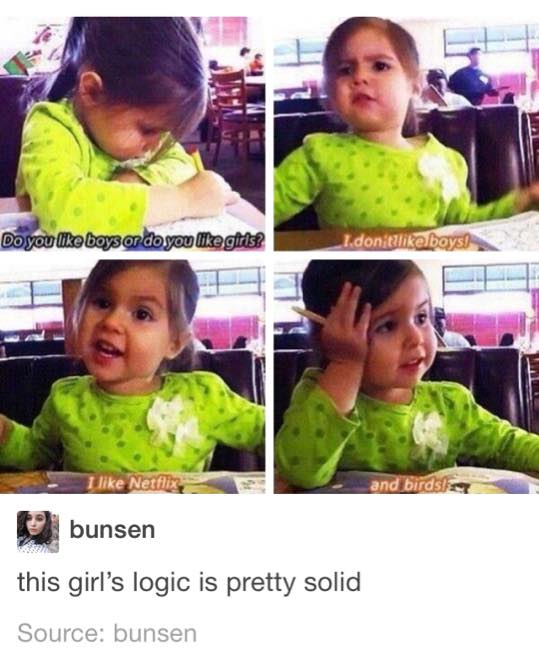 Do you like boys or do you like girls?
I don't like boys!
I like Netflix
and birds!
bunsen
this girl's logic is pretty solid
Source: bunsen